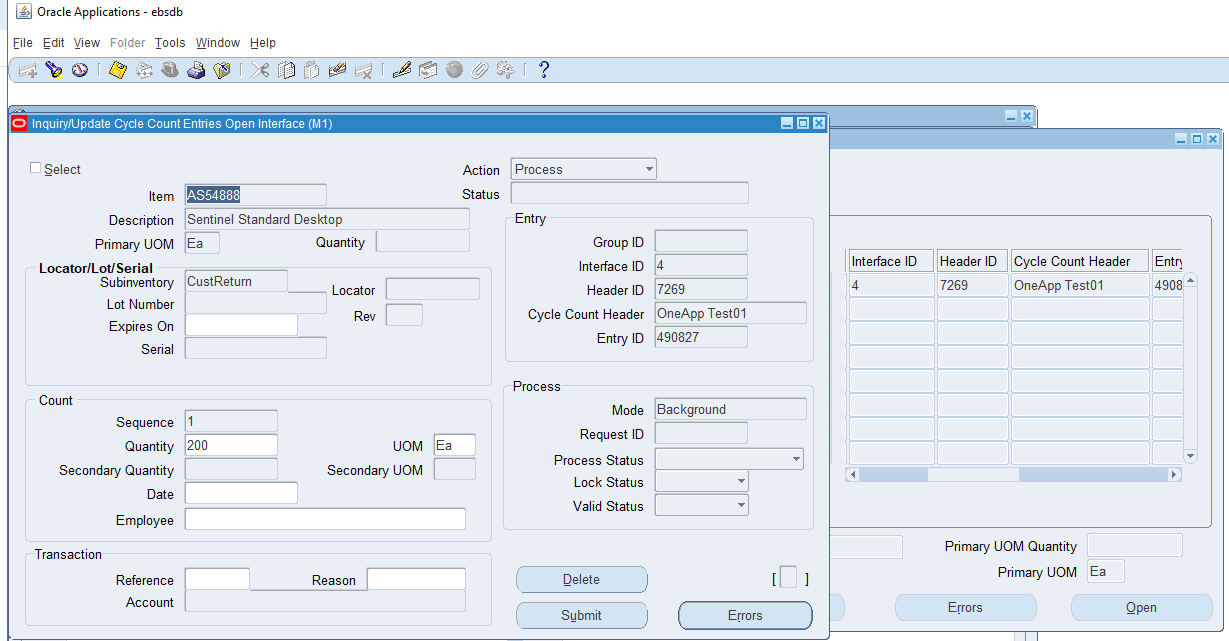 Oracle Applications - ebsdb
File Edit View Folder Tools Window Help
Inquiry/Update Cycle Count Entries Open Interface (M1)
Select
Action Process
Item AS54888
Status
Description Sentinel Standard Desktop
Primary UOM Ea Quantity
Entry
Group ID
Interface ID 4
Header ID 7269
Cycle Count Header OneApp Test01
Entry ID 490827
Locator/Lot/Serial
Subinventory CustReturn
Locator
Lot Number
Rev
Expires On
Serial
Count
Sequence 1
Quantity 200 UOM Ea
Secondary Quantity Secondary UOM
Date
Employee
Process
Mode Background
Request ID
Process Status
Lock Status
Valid Status
Transaction
Reference Reason
Account
Delete [ ]
Submit Errors
Interface ID Header ID Cycle Count Header Entry
4 7269 OneApp Test01 4908
Primary UOM Quantity
Primary UOM Ea
Errors Open